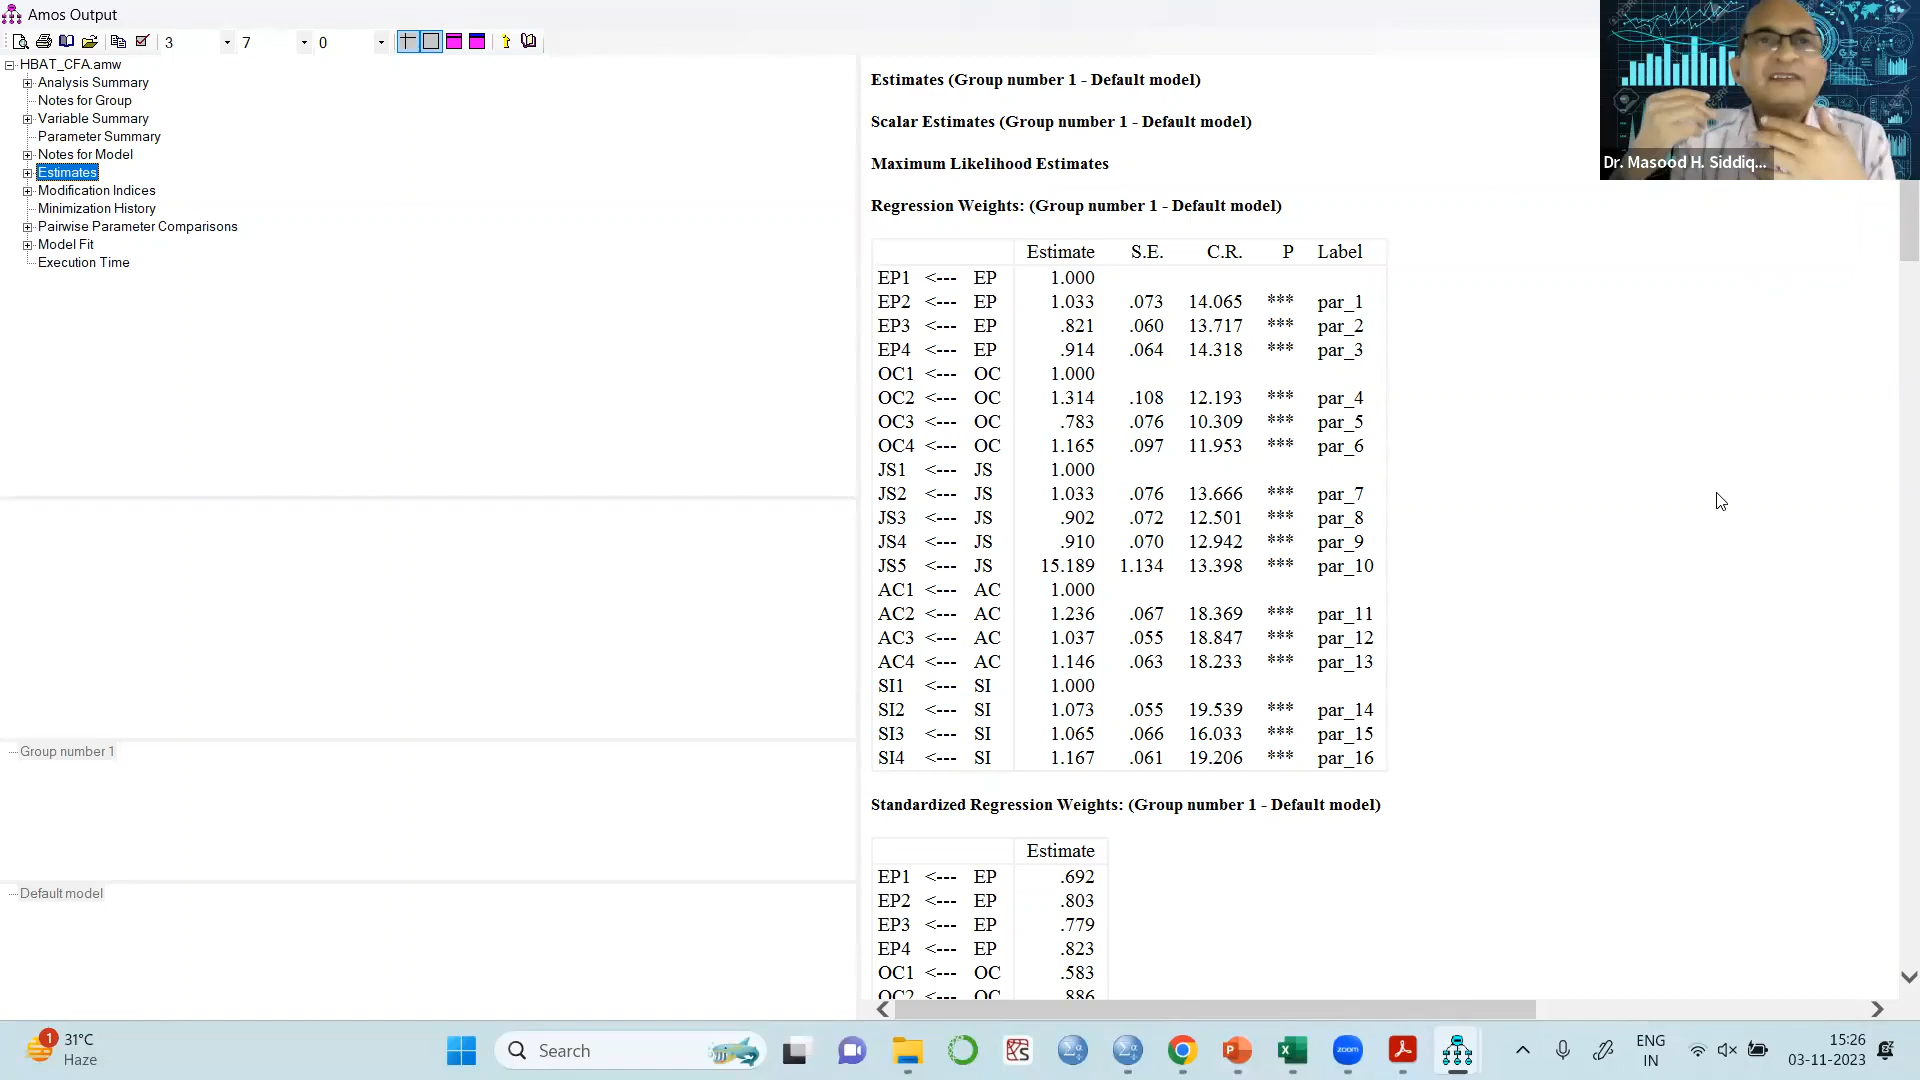 Amos Output
3 7 0
HBAT_CFA.amw
Analysis Summary
Notes for Group
Variable Summary
Parameter Summary
Notes for Model
Estimates
Modification Indices
Minimization History
Pairwise Parameter Comparisons
Model Fit
Execution Time
Group number 1
Default model
Estimates (Group number 1 - Default model)
Scalar Estimates (Group number 1 - Default model)
Maximum Likelihood Estimates
Regression Weights: (Group number 1 - Default model)
Estimate S.E. C.R. P Label
EP1 <--- EP 1.000
EP2 <--- EP 1.033 .073 14.065 *** par_1
EP3 <--- EP .821 .060 13.717 *** par_2
EP4 <--- EP .914 .064 14.318 *** par_3
OC1 <--- OC 1.000
OC2 <--- OC 1.314 .108 12.193 *** par_4
OC3 <--- OC .783 .076 10.309 *** par_5
OC4 <--- OC 1.165 .097 11.953 *** par_6
JS1 <--- JS 1.000
JS2 <--- JS 1.033 .076 13.666 *** par_7
JS3 <--- JS .902 .072 12.501 *** par_8
JS4 <--- JS .910 .070 12.942 *** par_9
JS5 <--- JS 15.189 1.134 13.398 *** par_10
AC1 <--- AC 1.000
AC2 <--- AC 1.236 .067 18.369 *** par_11
AC3 <--- AC 1.037 .055 18.847 *** par_12
AC4 <--- AC 1.146 .063 18.233 *** par_13
SI1 <--- SI 1.000
SI2 <--- SI 1.073 .055 19.539 *** par_14
SI3 <--- SI 1.065 .066 16.033 *** par_15
SI4 <--- SI 1.167 .061 19.206 *** par_16
Standardized Regression Weights: (Group number 1 - Default model)
Estimate
EP1 <--- EP .692
EP2 <--- EP .803
EP3 <--- EP .779
EP4 <--- EP .823
OC1 <--- OC .583
OC2 <--- OC .886
Dr. Masood H. Siddiq...
1
31°C
Haze
Search
zoom
ENG
IN
15:26
03-11-2023